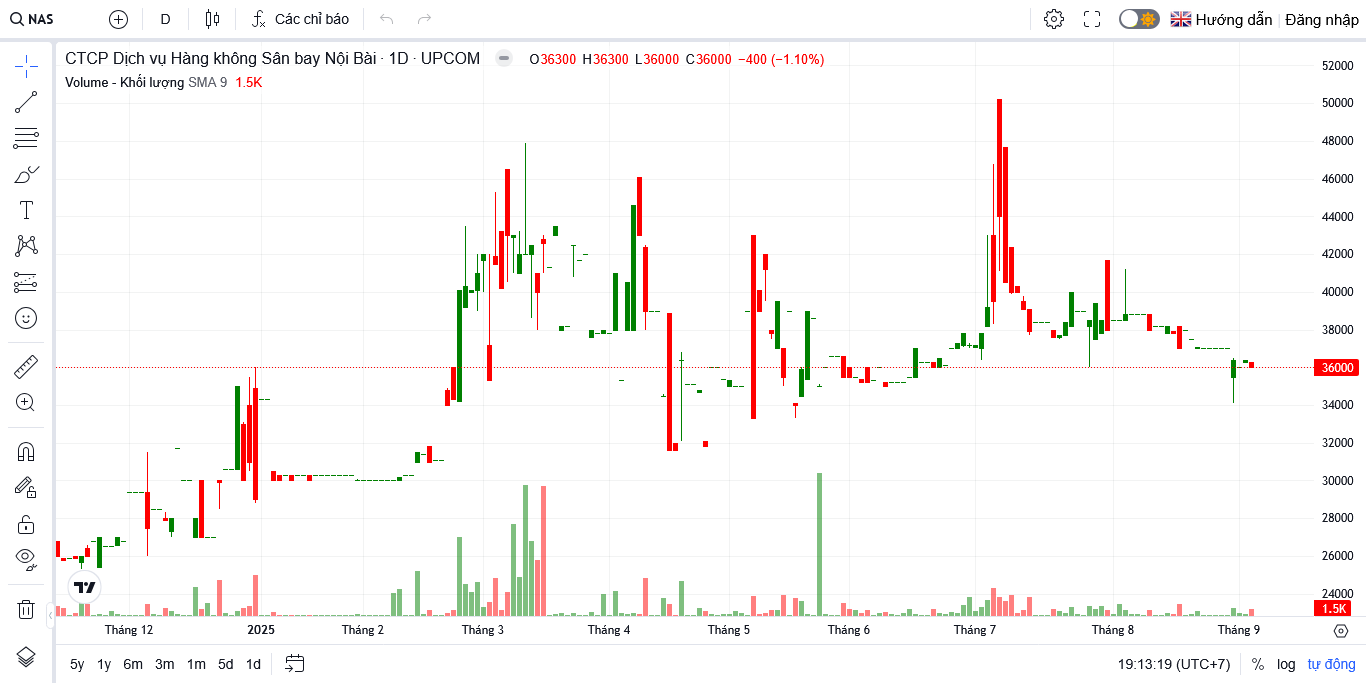 NAS D Các chỉ báo Hướng dẫn Đăng nhập
CTCP Dịch vụ Hàng không Sân bay Nội Bài · 1D · UPCOM O36300 H36300 L36000 C36000 −400 (−1.10%)
Volume - Khối lượng SMA 9 1.5K
52000
50000
48000
46000
44000
42000
40000
38000
36000
34000
32000
30000
28000
26000
24000
1.5K
Tháng 12 2025 Tháng 2 Tháng 3 Tháng 4 Tháng 5 Tháng 6 Tháng 7 Tháng 8 Tháng 9
5y 1y 6m 3m 1m 5d 1d 19:13:19 (UTC+7) % log tự động